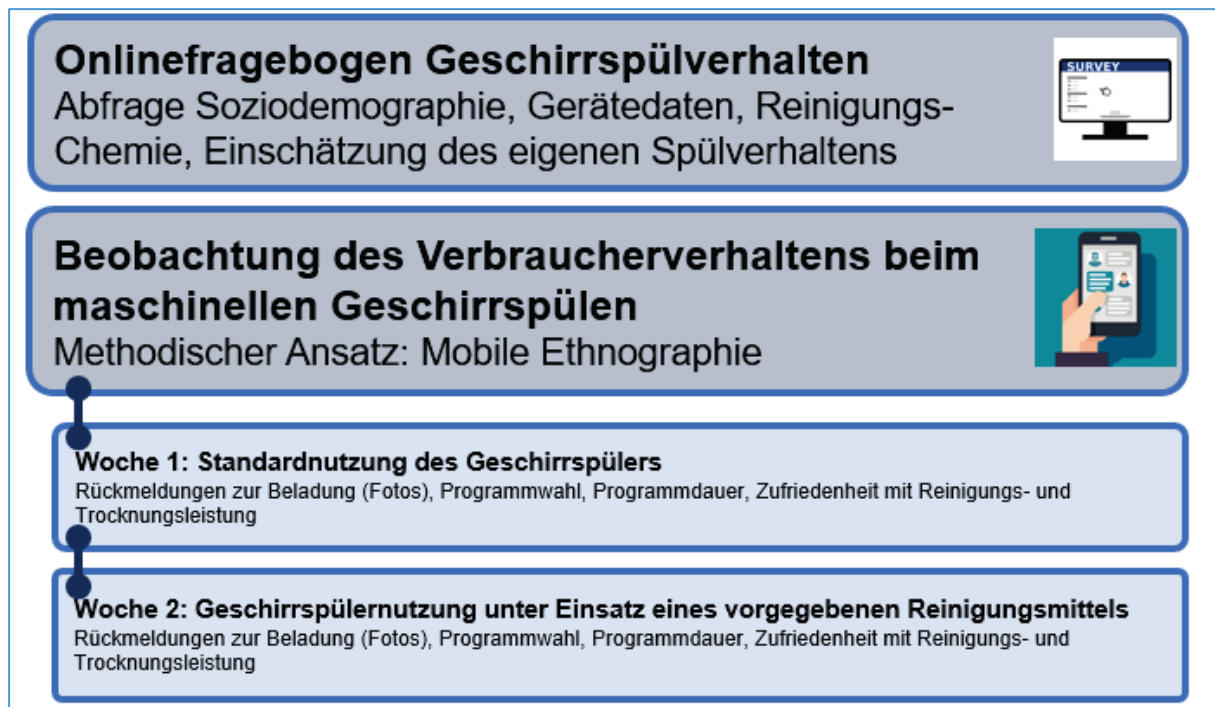 Onlinefragebogen Geschirrspülverhalten
SURVEY
Abfrage Soziodemographie, Gerätedaten, Reinigungs-
Chemie, Einschätzung des eigenen Spülverhaltens
Beobachtung des Verbraucherverhaltens beim
maschinellen Geschirrspülen
Methodischer Ansatz: Mobile Ethnographie
Woche 1: Standardnutzung des Geschirrspülers
Rückmeldungen zur Beladung (Fotos), Programmwahl, Programmdauer, Zufriedenheit mit Reinigungs- und
Trocknungsleistung
Woche 2: Geschirrspülernutzung unter Einsatz eines vorgegebenen Reinigungsmittels
Rückmeldungen zur Beladung (Fotos), Programmwahl, Programmdauer, Zufriedenheit mit Reinigungs- und
Trocknungsleistung